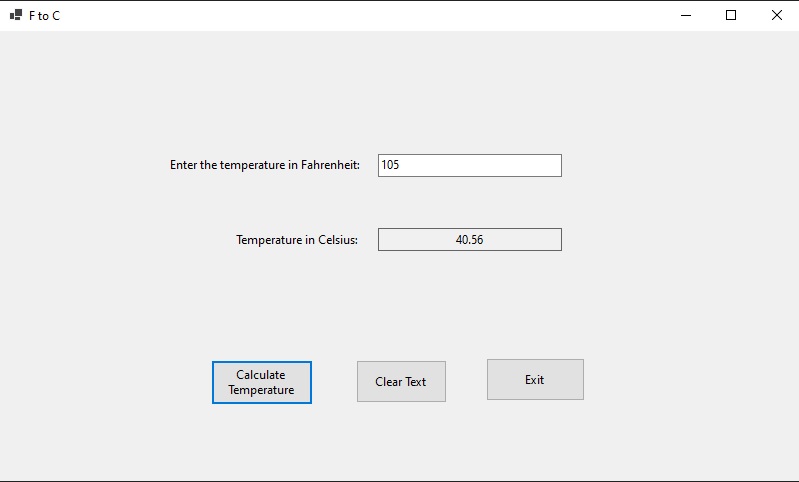 F to C
Enter the temperature in Fahrenheit: 105
Temperature in Celsius: 40.56
Calculate
Temperature
Clear Text
Exit